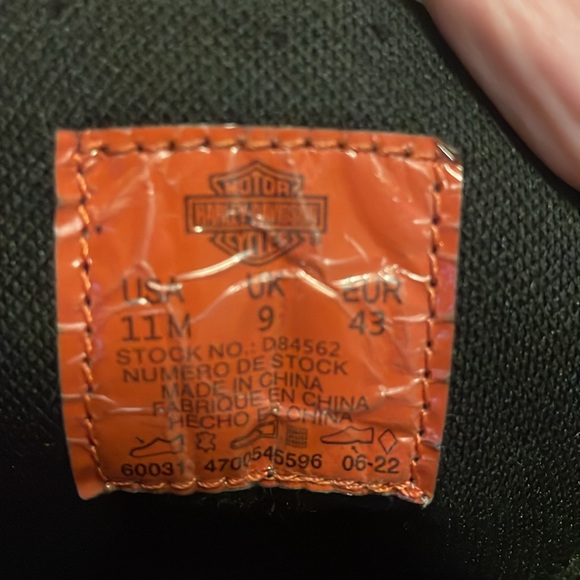 MOTOR
HARLEY-DAVIDSON
CYCLES
USA UK EUR
11M 9 43
STOCK NO.: D84562
NUMERO DE STOCK
MADE IN CHINA
FABRIQUE EN CHINA
HECHO EN CHINA
60031 4700545596 06-22